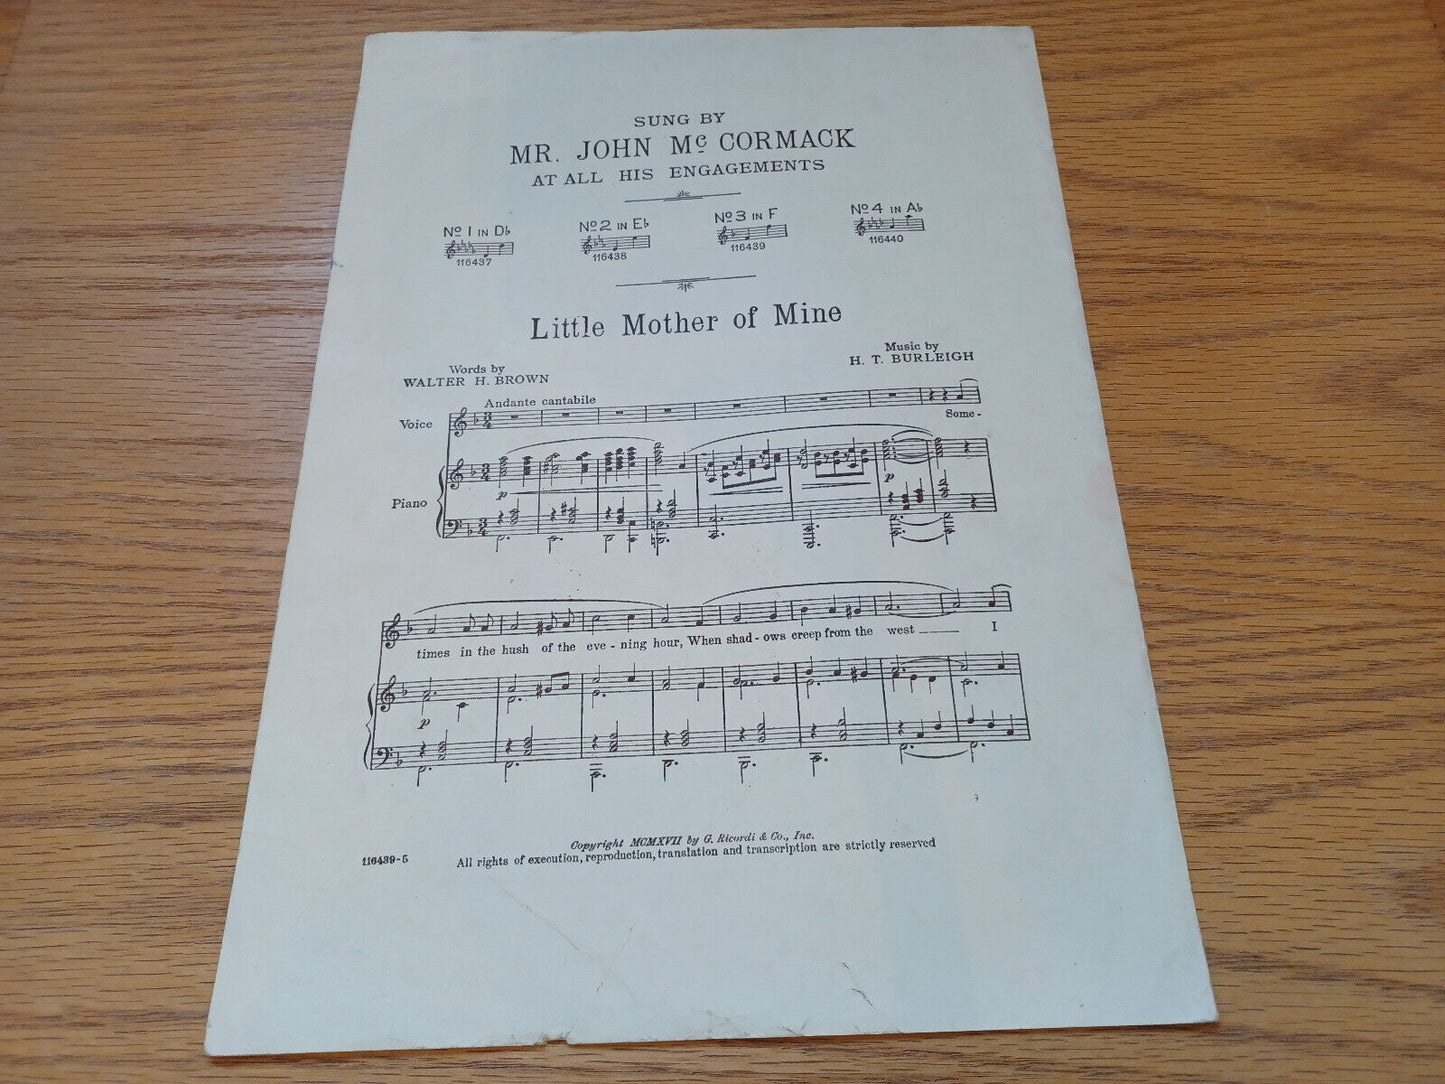 SUNG BY
MR. JOHN Mc CORMACK
AT ALL HIS ENGAGEMENTS
No 1 IN D♭
116437
No 2 IN E♭
116438
No 3 IN F
116439
No 4 IN A♭
116440
Little Mother of Mine
Words by
WALTER H. BROWN
Music by
H. T. BURLEIGH
Andante cantabile
Voice
Some-
Piano
p
p
times in the hush of the eve - ning hour, When shad - ows creep from the west ____ I
p
Copyright MCMXVII by G. Ricordi & Co., Inc.
116439-5
All rights of execution, reproduction, translation and transcription are strictly reserved